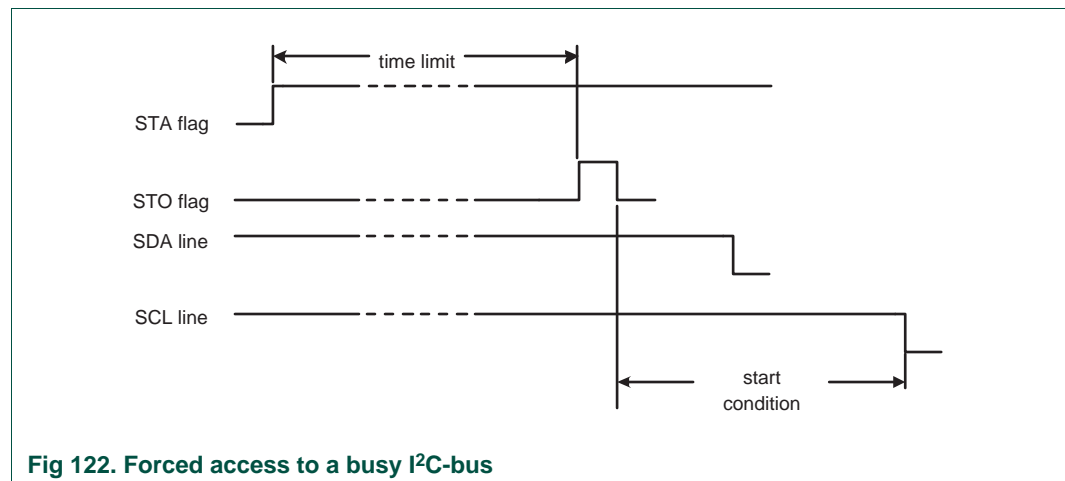 time limit
STA flag
STO flag
SDA line
SCL line
start
condition
Fig 122. Forced access to a busy I²C-bus